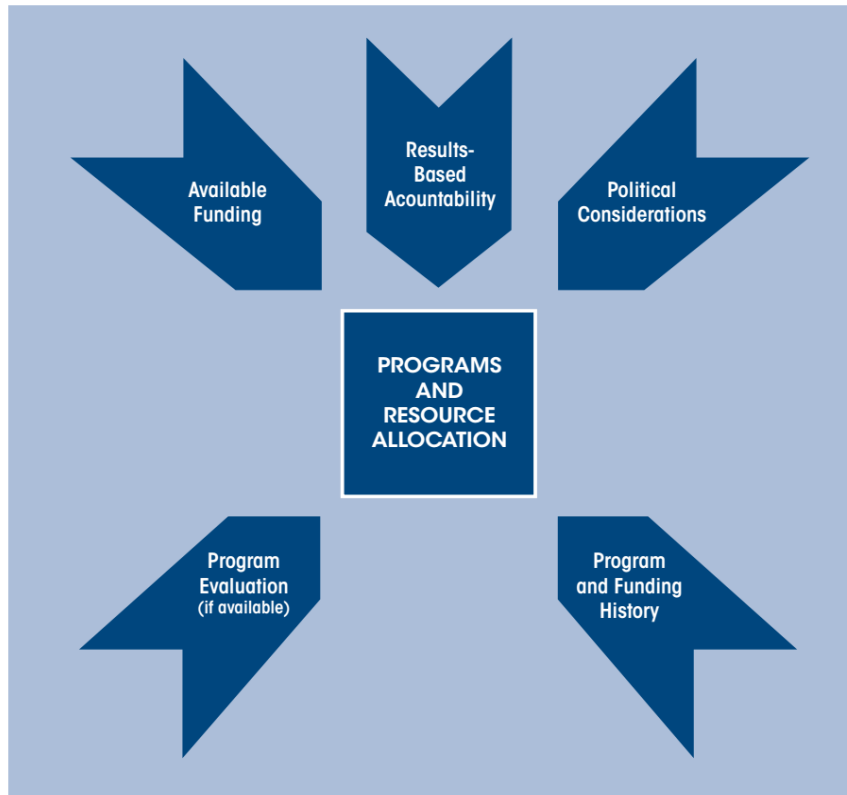 Available
Funding
Results-
Based
Acountability
Political
Considerations
PROGRAMS
AND
RESOURCE
ALLOCATION
Program
Evaluation
(if available)
Program
and Funding
History